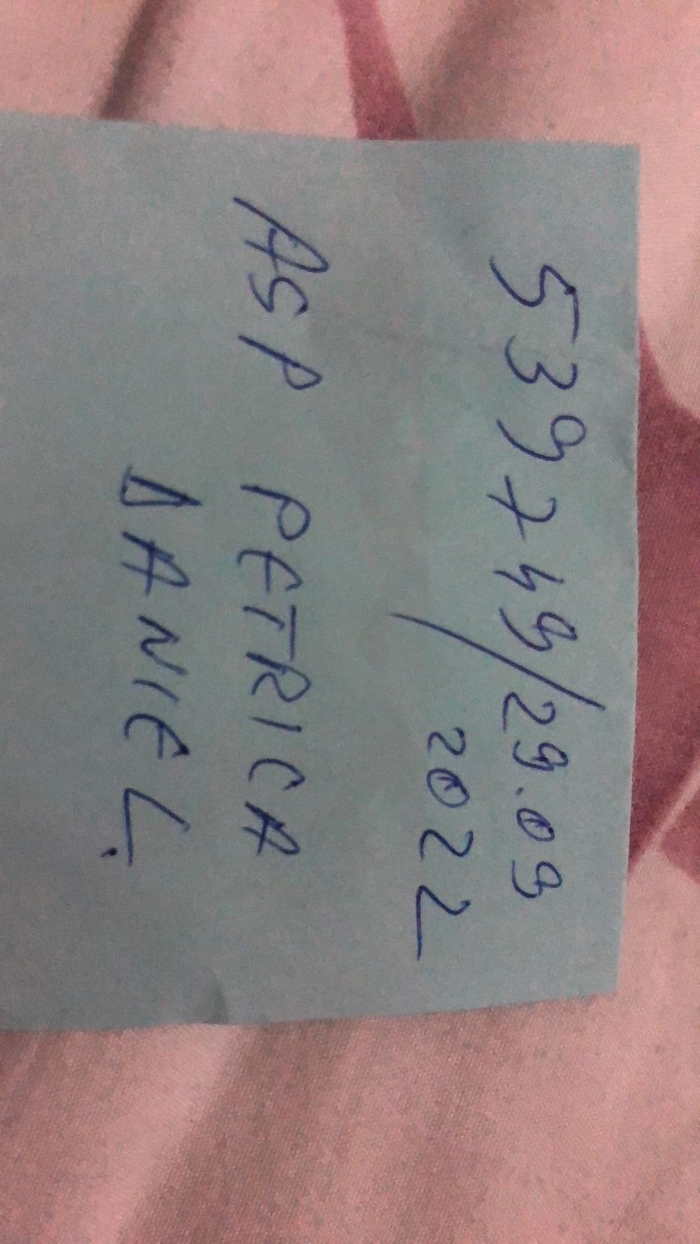 539749/29.09
2022
ASP PETRICA
DANIEL.